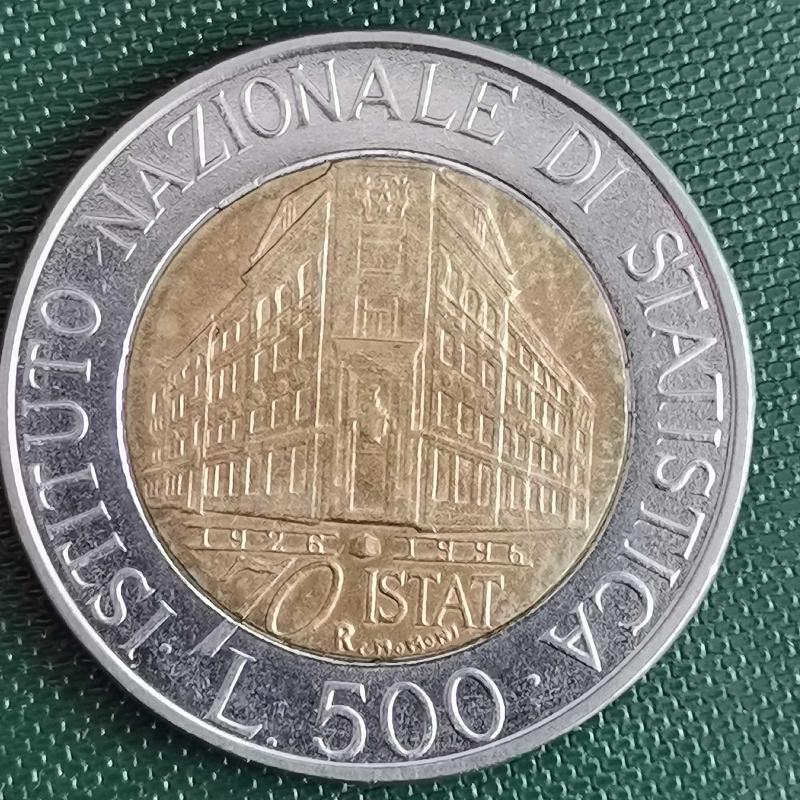 ISTITUTO NAZIONALE DI STATISTICA
1926 1996
70 ISTAT
L. 500